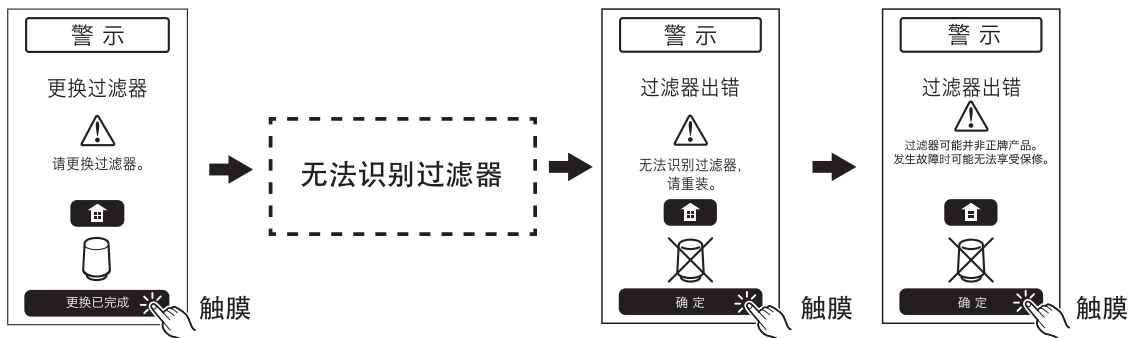 警示
更换过滤器
请更换过滤器。
更换已完成
触膜
无法识别过滤器
警示
过滤器出错
无法识别过滤器,
请重装。
确定
触膜
警示
过滤器出错
过滤器可能并非正牌产品。
发生故障时可能无法享受保修。
确定
触膜